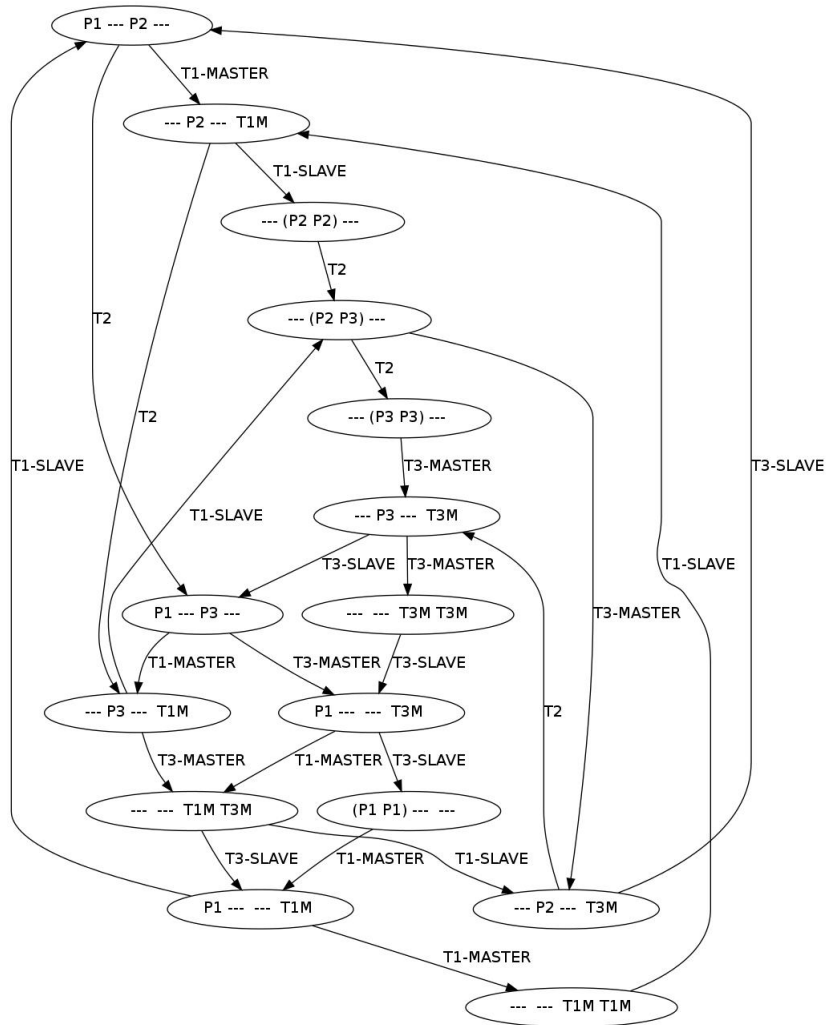 P1 --- P2 ---
T1-MASTER
--- P2 ---  T1M
T1-SLAVE
--- (P2 P2) ---
T2
T2
--- (P2 P3) ---
T2
T2
--- (P3 P3) ---
T3-MASTER
T1-SLAVE
T3-SLAVE
T1-SLAVE
--- P3 ---  T3M
T3-SLAVE
T3-MASTER
T1-SLAVE
P1 --- P3 ---
---  ---  T3M T3M
T3-MASTER
T1-MASTER
T3-MASTER
T3-SLAVE
--- P3 ---  T1M
P1 ---  ---  T3M
T2
T3-MASTER
T1-MASTER
T3-SLAVE
---  ---  T1M T3M
(P1 P1) ---  ---
T3-SLAVE
T1-MASTER
T1-SLAVE
P1 ---  ---  T1M
--- P2 ---  T3M
T1-MASTER
---  ---  T1M T1M